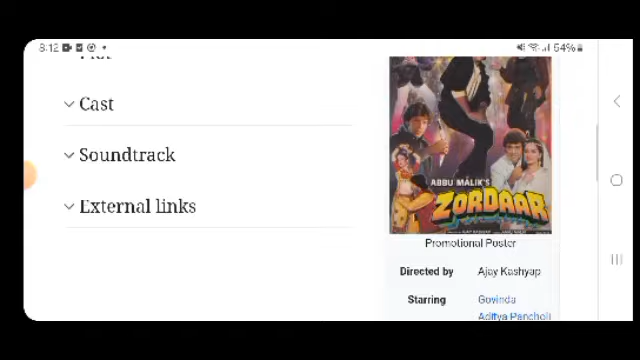 8:12
54%
Cast
Soundtrack
External links
ABBU MALIK'S
ZORDAAR
Promotional Poster
Directed by Ajay Kashyap
Starring Govinda
Aditya Pancholi